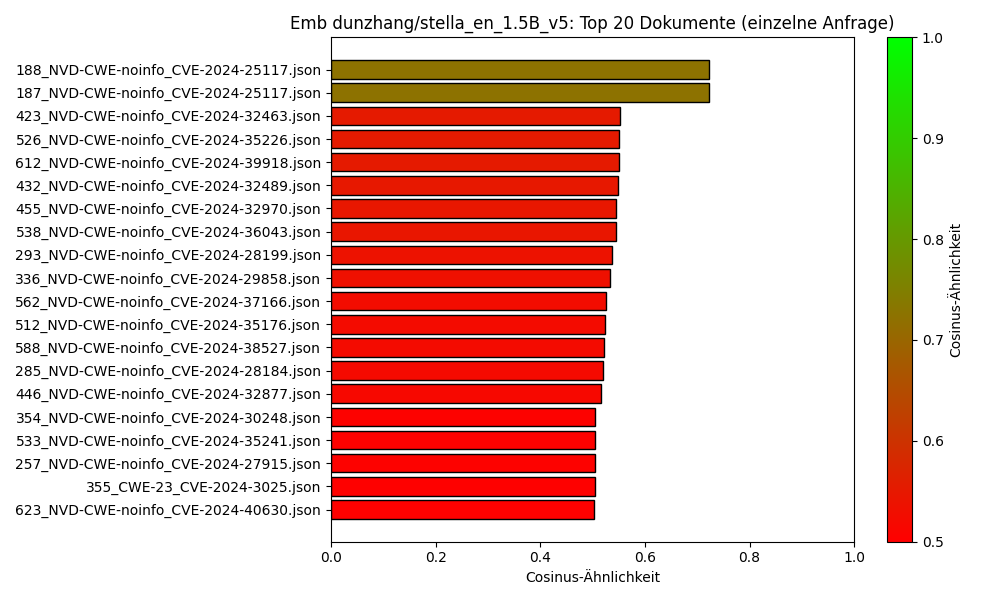 Emb dunzhang/stella_en_1.5B_v5: Top 20 Dokumente (einzelne Anfrage)
188_NVD-CWE-noinfo_CVE-2024-25117.json
187_NVD-CWE-noinfo_CVE-2024-25117.json
423_NVD-CWE-noinfo_CVE-2024-32463.json
526_NVD-CWE-noinfo_CVE-2024-35226.json
612_NVD-CWE-noinfo_CVE-2024-39918.json
432_NVD-CWE-noinfo_CVE-2024-32489.json
455_NVD-CWE-noinfo_CVE-2024-32970.json
538_NVD-CWE-noinfo_CVE-2024-36043.json
293_NVD-CWE-noinfo_CVE-2024-28199.json
336_NVD-CWE-noinfo_CVE-2024-29858.json
562_NVD-CWE-noinfo_CVE-2024-37166.json
512_NVD-CWE-noinfo_CVE-2024-35176.json
588_NVD-CWE-noinfo_CVE-2024-38527.json
285_NVD-CWE-noinfo_CVE-2024-28184.json
446_NVD-CWE-noinfo_CVE-2024-32877.json
354_NVD-CWE-noinfo_CVE-2024-30248.json
533_NVD-CWE-noinfo_CVE-2024-35241.json
257_NVD-CWE-noinfo_CVE-2024-27915.json
355_CWE-23_CVE-2024-3025.json
623_NVD-CWE-noinfo_CVE-2024-40630.json
0.0 0.2 0.4 0.6 0.8 1.0
Cosinus-Ähnlichkeit
1.0
0.9
0.8
0.7
0.6
0.5
Cosinus-Ähnlichkeit